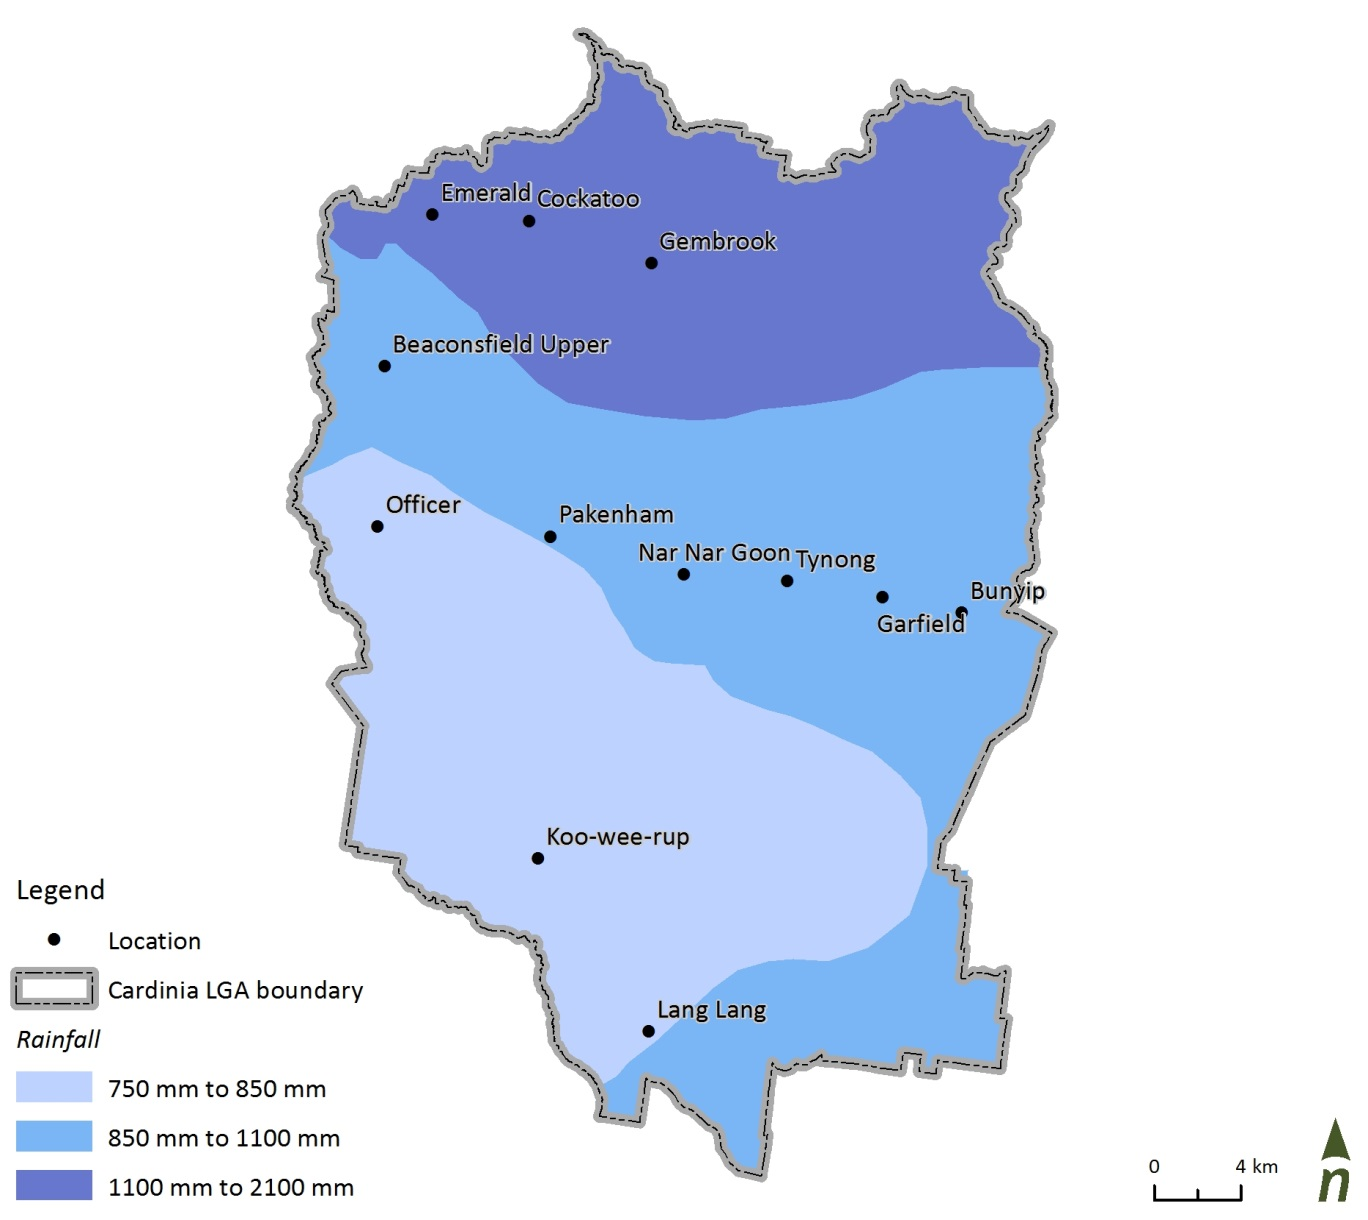 Emerald
Cockatoo
Gembrook
Beaconsfield Upper
Officer
Pakenham
Nar Nar Goon
Tynong
Bunyip
Garfield
Koo-wee-rup
Lang Lang
Legend
Location
Cardinia LGA boundary
Rainfall
750 mm to 850 mm
850 mm to 1100 mm
1100 mm to 2100 mm
0 4 km
n